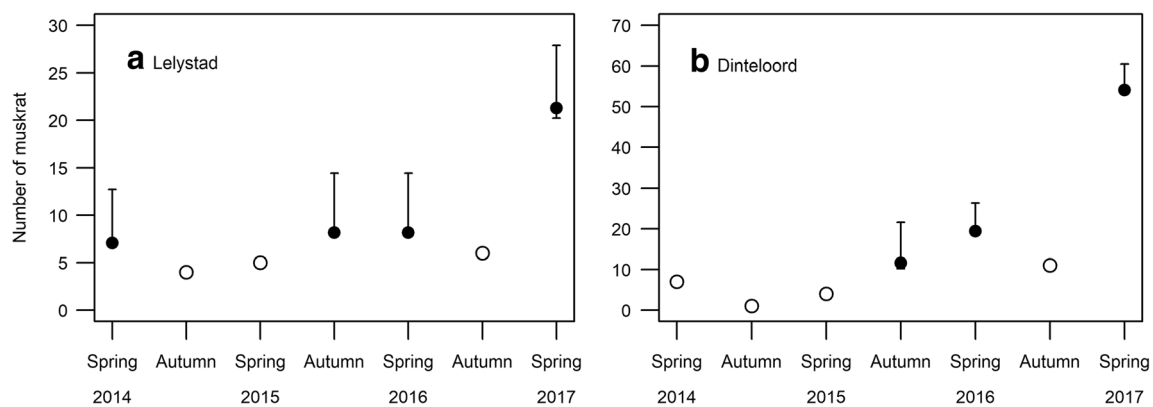 a Lelystad
Number of muskrat
30
25
20
15
10
5
0
Spring Autumn Spring Autumn Spring Autumn Spring
2014 2015 2016 2017
b Dinteloord
70
60
50
40
30
20
10
0
Spring Autumn Spring Autumn Spring Autumn Spring
2014 2015 2016 2017